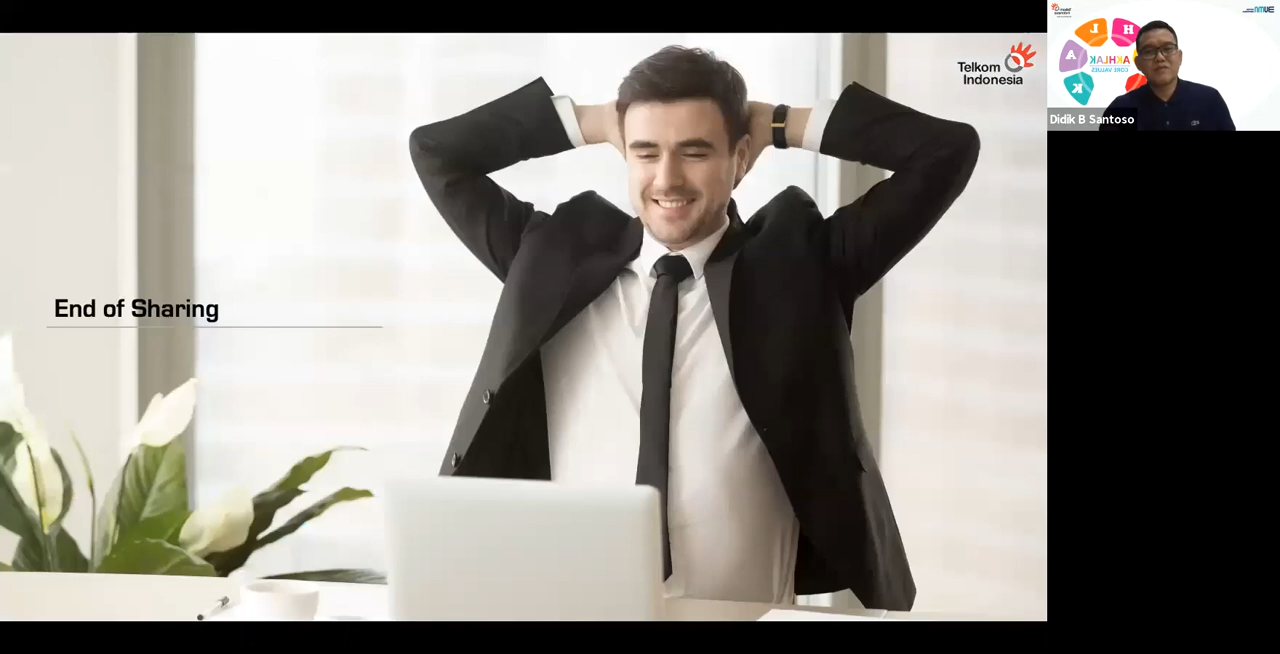 Telkom
Indonesia
End of Sharing
H
L
A
AKHLAK
CORE VALUES
K
Didik B Santoso